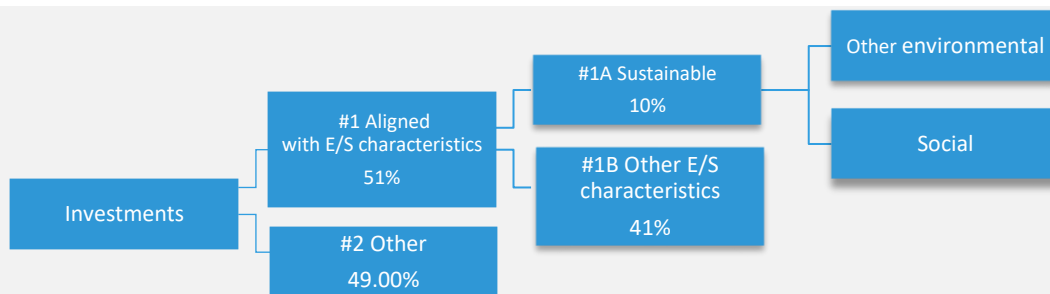 Investments
#1 Aligned
with E/S characteristics
51%
#2 Other
49.00%
#1A Sustainable
10%
#1B Other E/S
characteristics
41%
Other environmental
Social